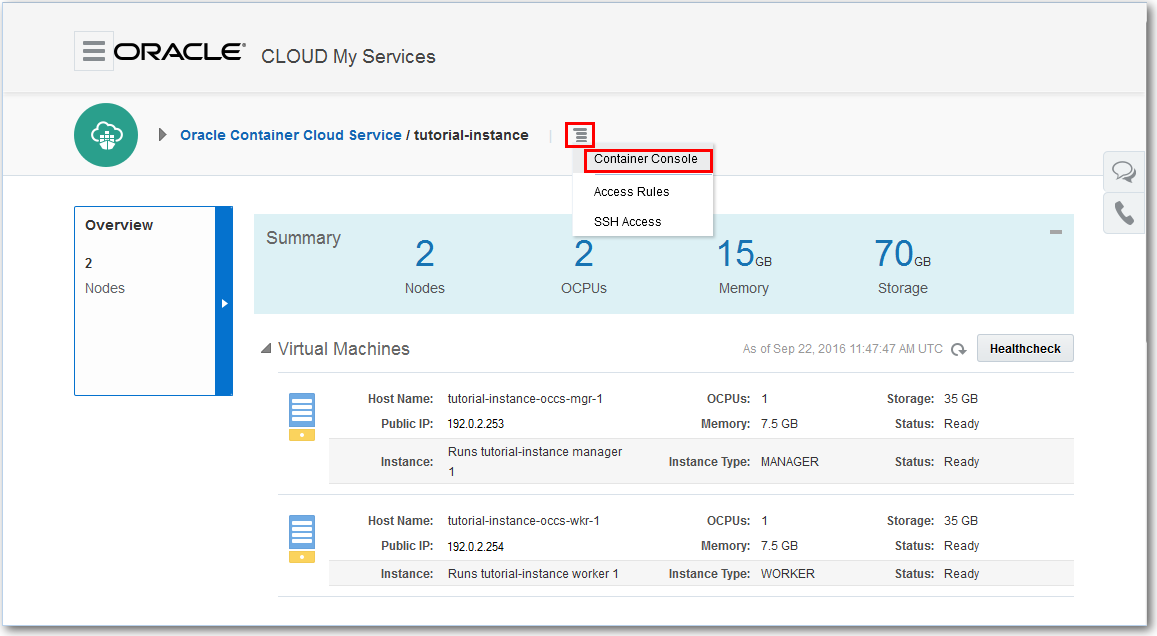 ORACLE® CLOUD My Services
Oracle Container Cloud Service / tutorial-instance
Container Console
Access Rules
SSH Access
Overview
2
Nodes
Summary
2 Nodes
2 OCPUs
15 GB Memory
70 GB Storage
Virtual Machines
As of Sep 22, 2016 11:47:47 AM UTC
Healthcheck
Host Name: tutorial-instance-occs-mgr-1 OCPUs: 1 Storage: 35 GB
Public IP: 192.0.2.253 Memory: 7.5 GB Status: Ready
Instance: Runs tutorial-instance manager 1 Instance Type: MANAGER Status: Ready
Host Name: tutorial-instance-occs-wkr-1 OCPUs: 1 Storage: 35 GB
Public IP: 192.0.2.254 Memory: 7.5 GB Status: Ready
Instance: Runs tutorial-instance worker 1 Instance Type: WORKER Status: Ready